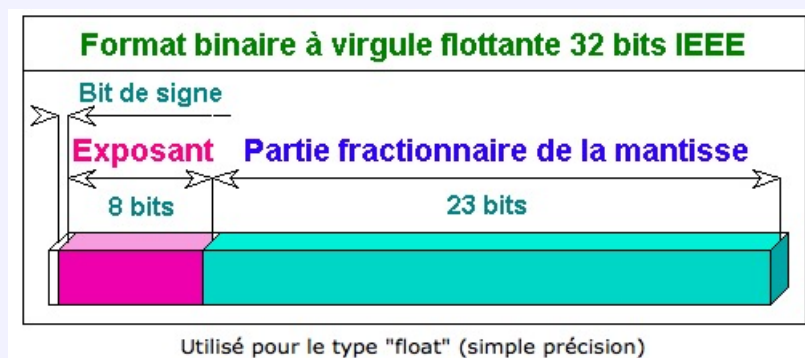 Format binaire à virgule flottante 32 bits IEEE
Bit de signe
Exposant Partie fractionnaire de la mantisse
8 bits 23 bits
Utilisé pour le type "float" (simple précision)